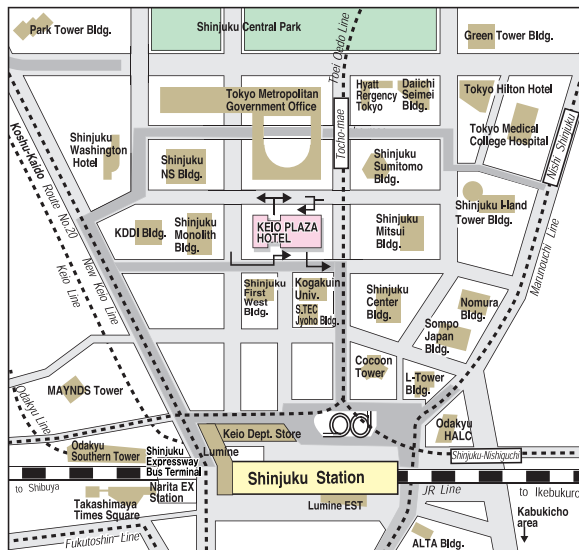 Park Tower Bldg.
Shinjuku Central Park
Toei Oedo Line
Green Tower Bldg.
Tokyo Metropolitan
Government Office
Hyatt
Rergency
Tokyo
Daiichi
Seimei
Bldg.
Tokyo Hilton Hotel
Tokyo Medical
College Hospital
Nishi Shinjuku
Tocho-mae
Shinjuku
Washington
Hotel
Shinjuku
NS Bldg.
Shinjuku
Sumitomo
Bldg.
Koshu-Kaido Route No.20
Keio Line
New Keio Line
KDDI Bldg.
Shinjuku
Monolith
Bldg.
KEIO PLAZA
HOTEL
Shinjuku
Mitsui
Bldg.
Shinjuku I-land
Tower Bldg.
Marunouchi Line
Shinjuku
First
West Bldg.
Kogakuin
Univ.
S.TEC
Jyoho Bldg.
Shinjuku
Center
Bldg.
Nomura
Bldg.
Sompo
Japan
Bldg.
Cocoon
Tower
L-Tower
Bldg.
MAYNDS Tower
Odakyu Line
Keio Dept. Store
Odakyu
HALC
Odakyu
Southern Tower
Shinjuku
Expressway
Bus Terminal
Lumine
Shinjuku-Nishiguchi
Shinjuku Station
to Shibuya
Narita EX
Station
Takashimaya
Times Square
Lumine EST
JR Line
to Ikebukuro
Kabukicho
area
Fukutoshin Line
ALTA Bldg.